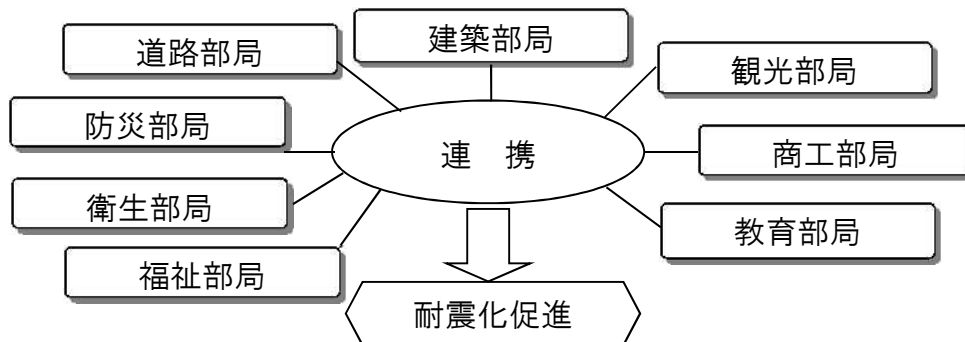 建築部局
道路部局
観光部局
防災部局
連　携
商工部局
衛生部局
教育部局
福祉部局
耐震化促進